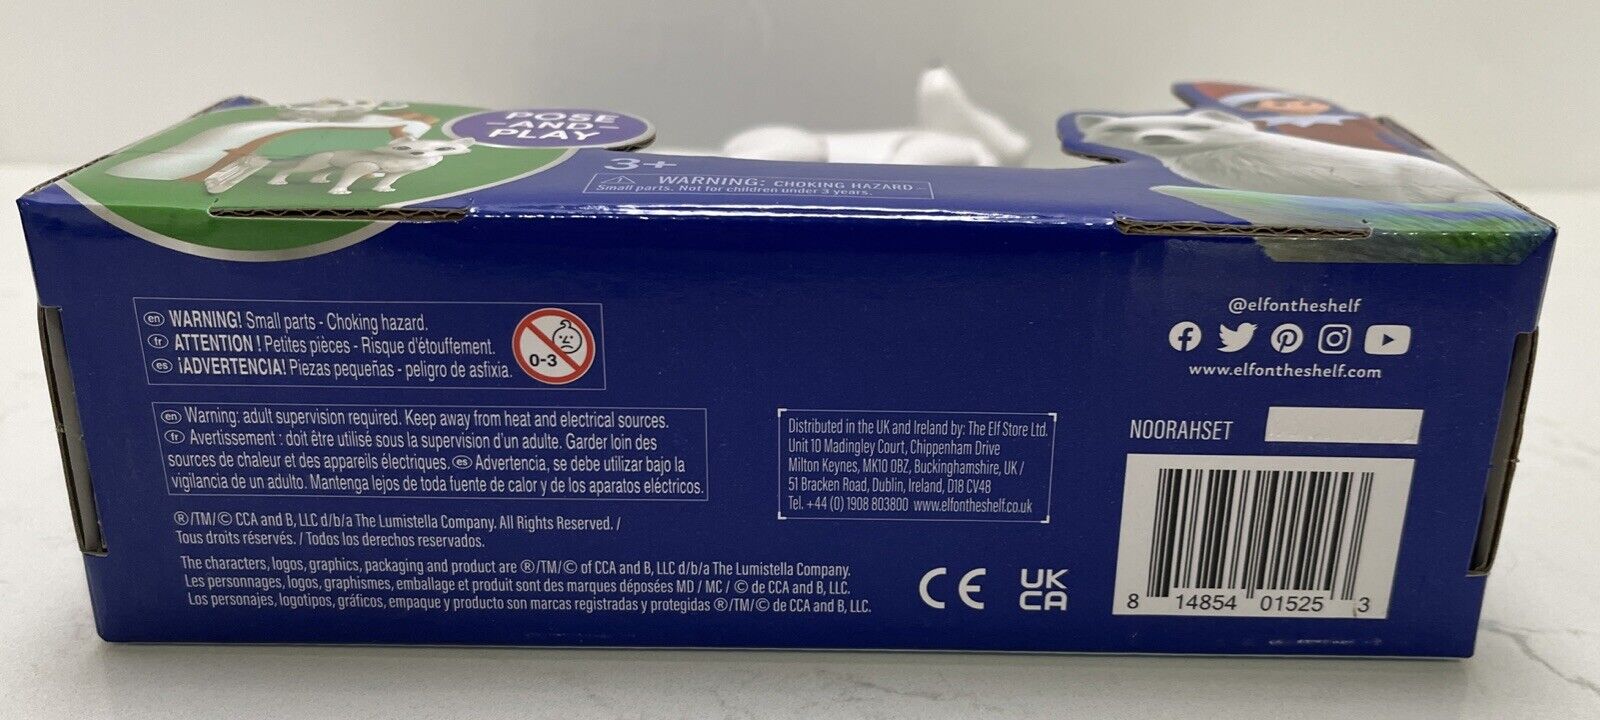 POSE
-AND-
PLAY
3+
WARNING: CHOKING HAZARD -
Small parts. Not for children under 3 years.
en WARNING! Small parts - Choking hazard.
fr ATTENTION ! Petites pièces - Risque d'étouffement.
es ¡ADVERTENCIA! Piezas pequeñas - peligro de asfixia.
0-3
en Warning: adult supervision required. Keep away from heat and electrical sources.
fr Avertissement : doit être utilisé sous la supervision d'un adulte. Garder loin des
sources de chaleur et des appareils électriques. es Advertencia, se debe utilizar bajo la
vigilancia de un adulto. Mantenga lejos de toda fuente de calor y de los aparatos eléctricos.
®/TM/© CCA and B, LLC d/b/a The Lumistella Company. All Rights Reserved. /
Tous droits réservés. / Todos los derechos reservados.
The characters, logos, graphics, packaging and product are ®/TM/© of CCA and B, LLC d/b/a The Lumistella Company.
Les personnages, logos, graphismes, emballage et produit sont des marques déposées MD / MC / © de CCA and B, LLC.
Los personajes, logotipos, gráficos, empaque y producto son marcas registradas y protegidas ®/TM/© de CCA and B, LLC.
Distributed in the UK and Ireland by: The Elf Store Ltd.
Unit 10 Madingley Court, Chippenham Drive
Milton Keynes, MK10 0BZ, Buckinghamshire, UK /
51 Bracken Road, Dublin, Ireland, D18 CV48
Tel. +44 (0) 1908 803800 www.elfontheshelf.co.uk
CE
UK
CA
@elfontheshelf
www.elfontheshelf.com
NOORAHSET
8 14854 01525 3